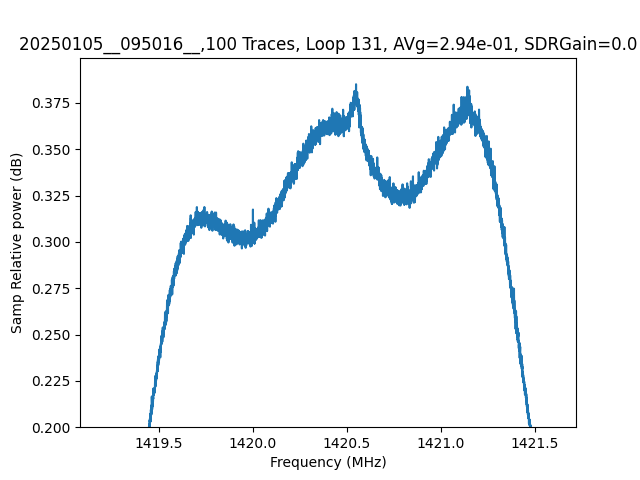 20250105__095016__,100 Traces, Loop 131, AVg=2.94e-01, SDRGain=0.0
Samp Relative power (dB)
0.375
0.350
0.325
0.300
0.275
0.250
0.225
0.200
1419.5 1420.0 1420.5 1421.0 1421.5
Frequency (MHz)